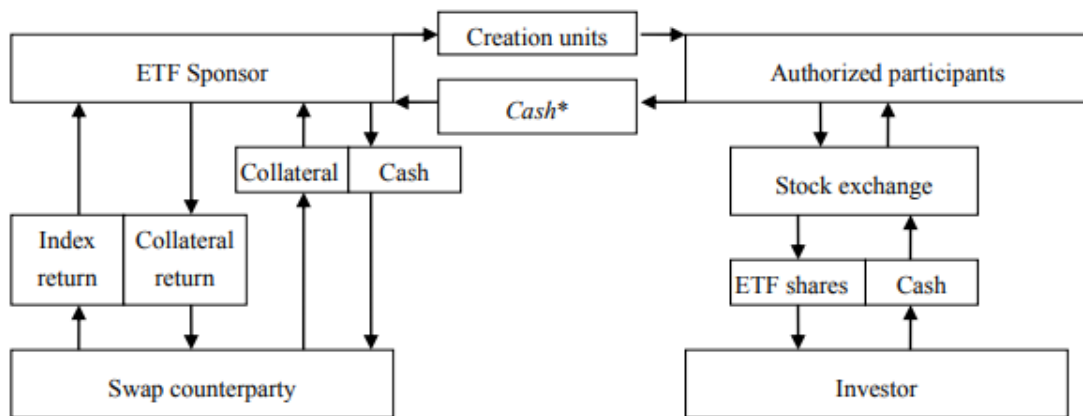 Creation units
ETF Sponsor
Authorized participants
Cash*
Collateral
Cash
Stock exchange
Index
return
Collateral
return
ETF shares
Cash
Swap counterparty
Investor